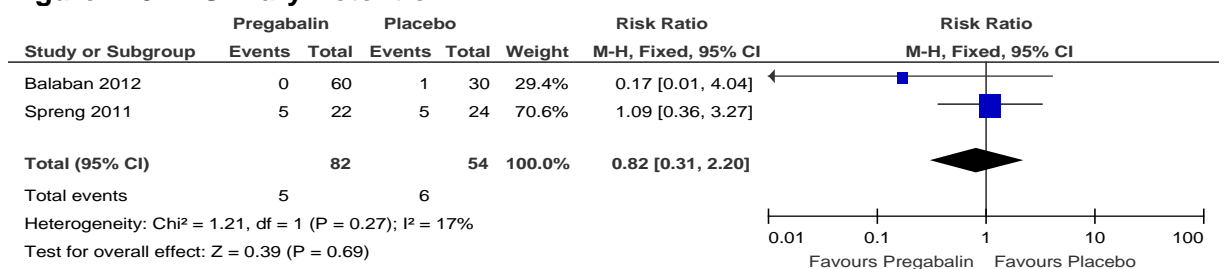 Pregabalin Placebo Risk Ratio Risk Ratio
Study or Subgroup Events Total Events Total Weight M-H, Fixed, 95% CI M-H, Fixed, 95% CI
Balaban 2012 0 60 1 30 29.4% 0.17 [0.01, 4.04]
Spreng 2011 5 22 5 24 70.6% 1.09 [0.36, 3.27]
Total (95% CI) 82 54 100.0% 0.82 [0.31, 2.20]
Total events 5 6
Heterogeneity: Chi² = 1.21, df = 1 (P = 0.27); I² = 17%
Test for overall effect: Z = 0.39 (P = 0.69)
0.01 0.1 1 10 100
Favours Pregabalin Favours Placebo